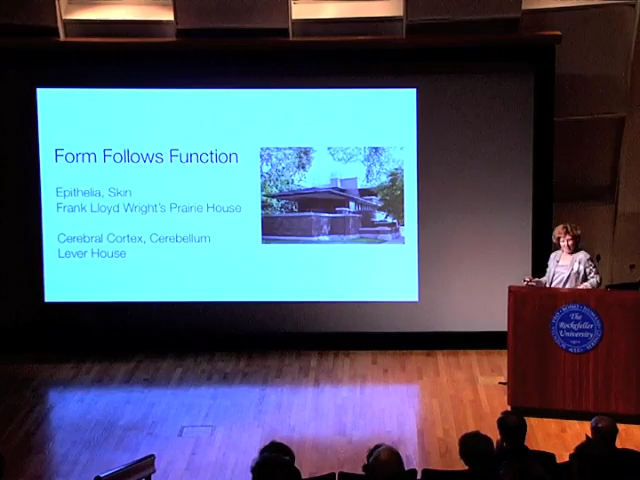 Form Follows Function
Epithelia, Skin
Frank Lloyd Wright's Prairie House
Cerebral Cortex, Cerebellum
Lever House
The
Rockefeller
University